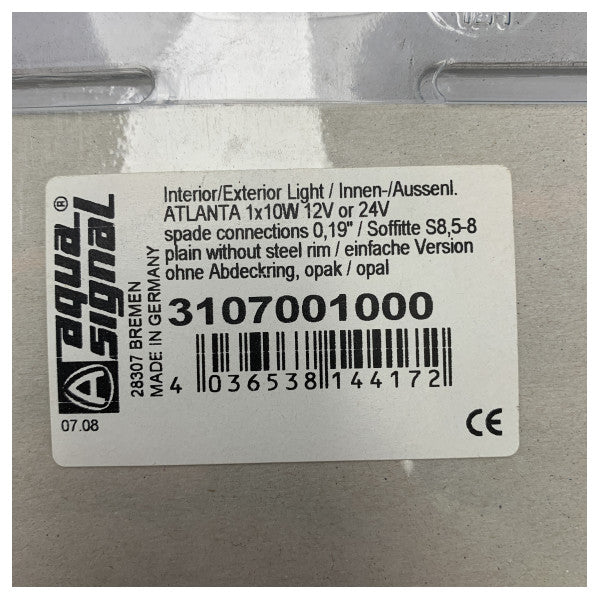 Interior/Exterior Light / Innen-/Aussenl.
ATLANTA 1x10W 12V or 24V
spade connections 0,19" / Soffitte S8,5-8
plain without steel rim / einfache Version
ohne Abdeckring, opak / opal
3107001000
4 036538 144172
CE
aqua signal ®
28307 BREMEN
MADE IN GERMANY
07.08